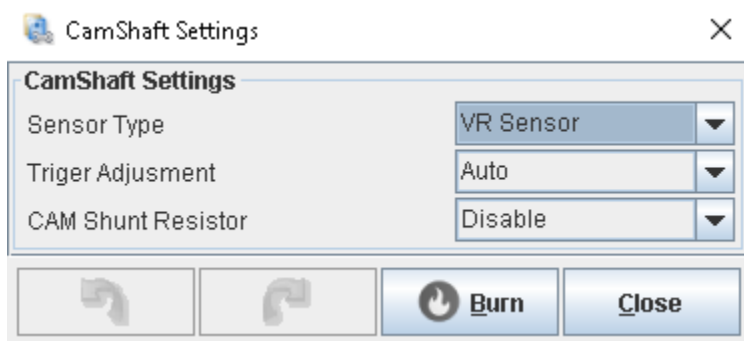 CamShaft Settings
CamShaft Settings
Sensor Type VR Sensor
Triger Adjusment Auto
CAM Shunt Resistor Disable
Burn Close